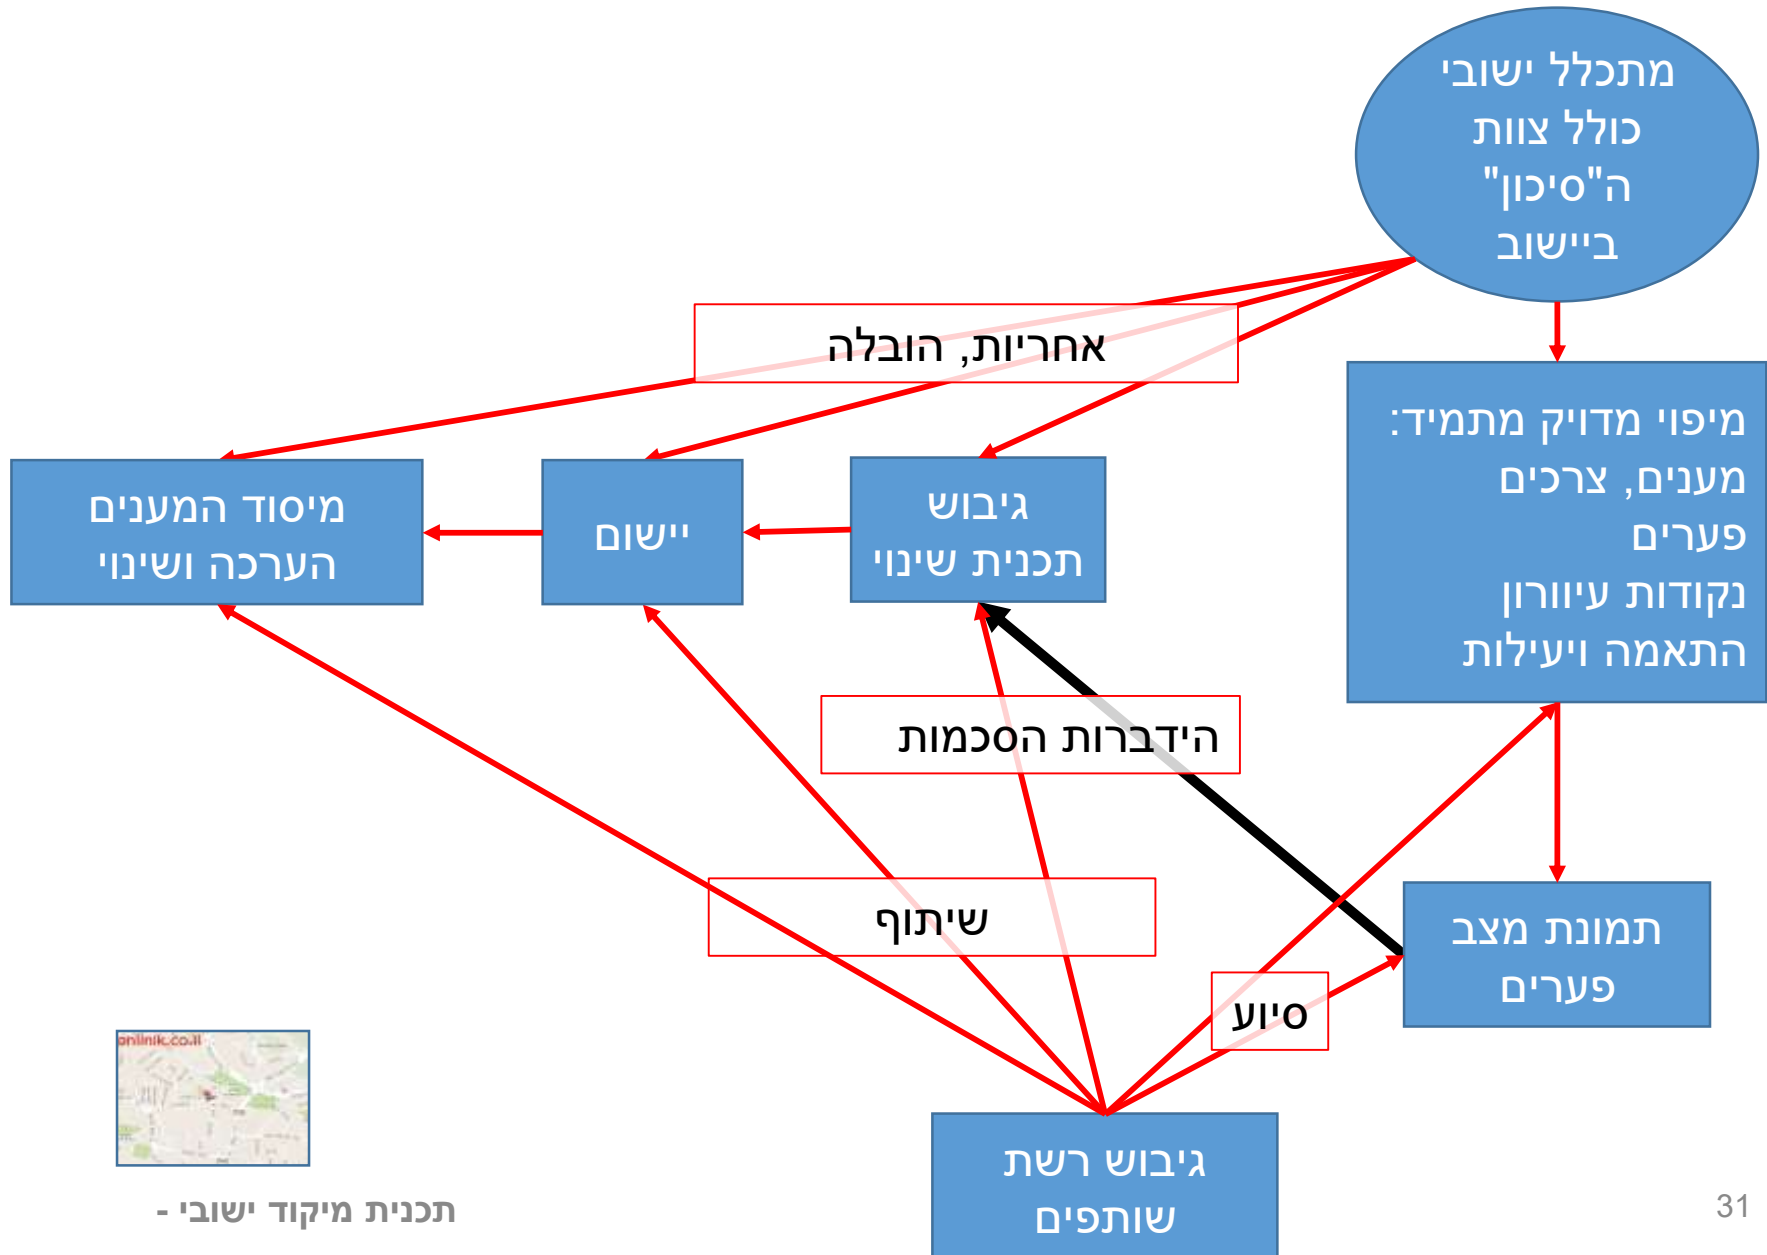 מתכלל ישובי
כולל צוות
ה"סיכון"
ביישוב
אחריות, הובלה
מיפוי מדויק מתמיד:
מענים, צרכים
פערים
נקודות עיוורון
התאמה ויעילות
גיבוש
תכנית שינוי
יישום
מיסוד המענים
הערכה ושינוי
הידברות הסכמות
שיתוף
תמונת מצב
פערים
סיוע
גיבוש רשת
שותפים
תכנית מיקוד ישובי -
31